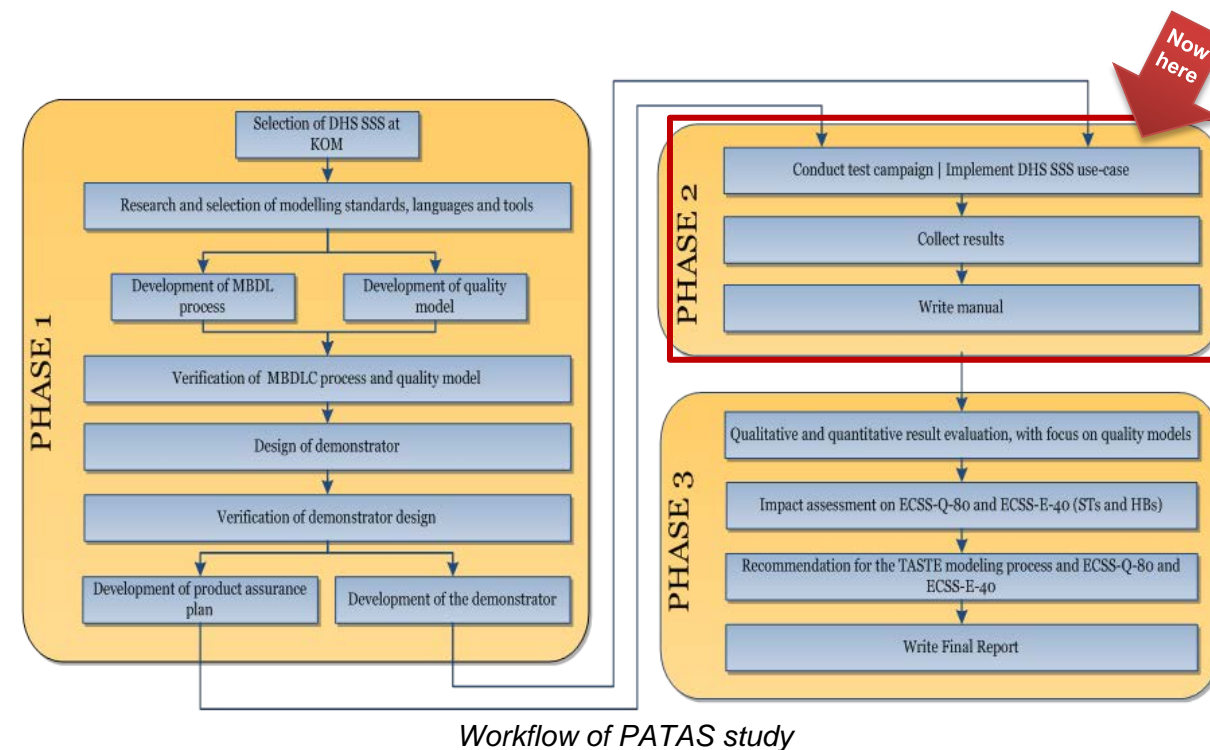 Now
here
PHASE 1
Selection of DHS SSS at
KOM
Research and selection of modelling standards, languages and tools
Development of MBDL
process
Development of quality
model
Verification of MBDLC process and quality model
Design of demonstrator
Verification of demonstrator design
Development of product assurance
plan
Development of the demonstrator
PHASE 2
Conduct test campaign | Implement DHS SSS use-case
Collect results
Write manual
PHASE 3
Qualitative and quantitative result evaluation, with focus on quality models
Impact assessment on ECSS-Q-80 and ECSS-E-40 (STs and HBs)
Recommendation for the TASTE modeling process and ECSS-Q-80 and
ECSS-E-40
Write Final Report
Workflow of PATAS study